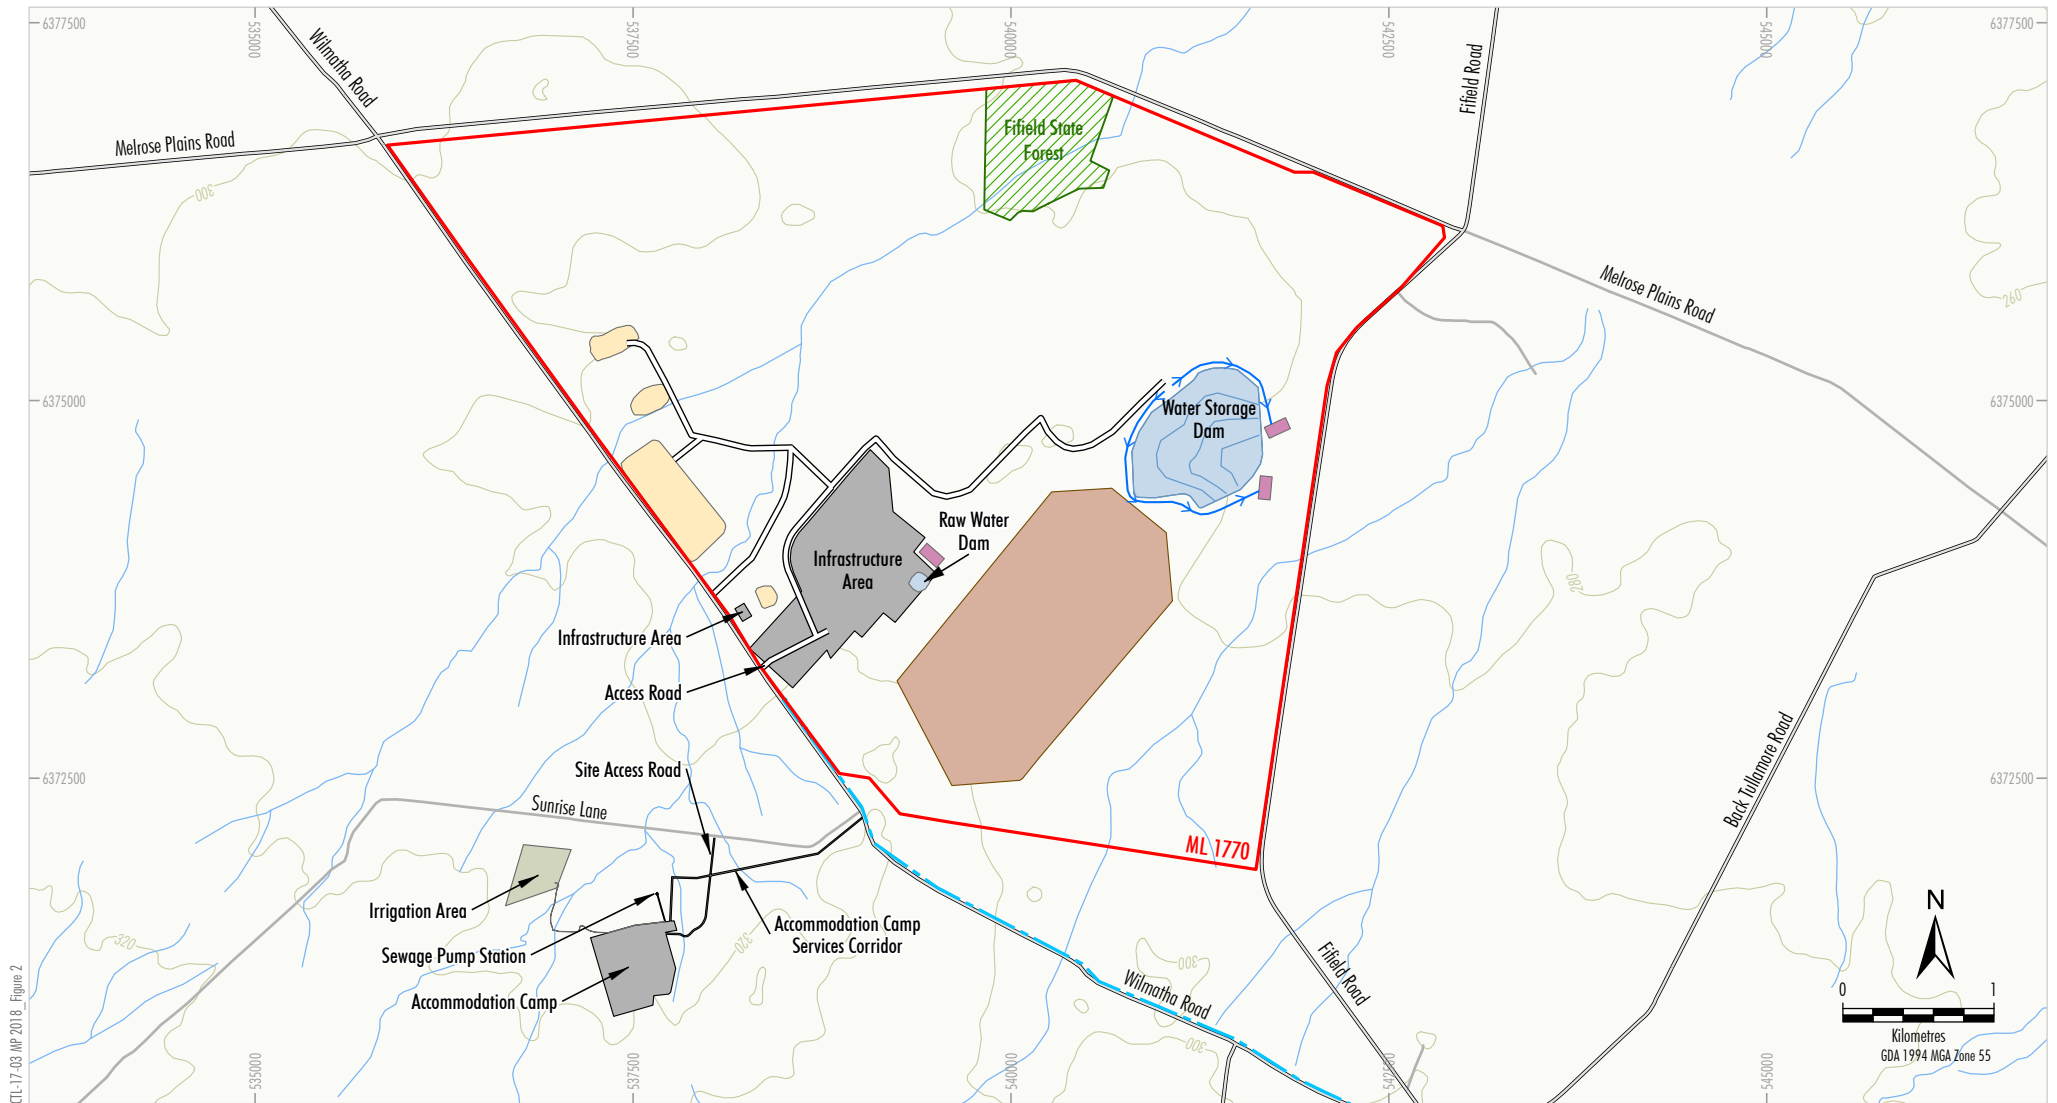 6377500
535000
537500
540000
542500
545000
6377500
Wilmatha Road
Fifield Road
Melrose Plains Road
Fifield State
Forest
300
Melrose Plains Road
260
6375000
6375000
Water Storage
Dam
Raw Water
Dam
Infrastructure
Area
280
Infrastructure Area
Access Road
Site Access Road
6372500
6372500
Sunrise Lane
Back Tullamore Road
ML 1770
Irrigation Area
Accommodation Camp
Services Corridor
320
320
Sewage Pump Station
300
Accommodation Camp
Wilmatha Road
Fifield Road
N
0 1
Kilometres
GDA 1994 MGA Zone 55
300
535000
537500
540000
542500
545000
CTL-17-03 MP 2018_Figure 2